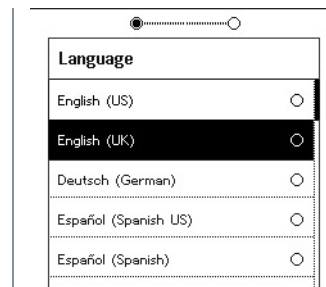 Language
English (US)
English (UK)
Deutsch (German)
Español (Spanish US)
Español (Spanish)